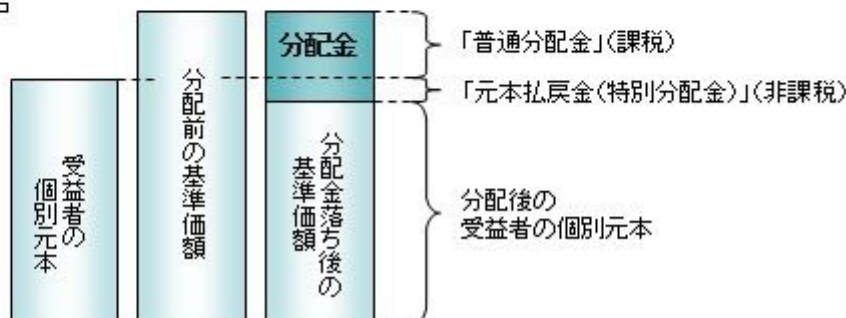 受益者の
個別元本
分配前の基準価額
分配金
分配金落ち後の
基準価額
「普通分配金」(課税)
「元本払戻金(特別分配金)」(非課税)
分配後の
受益者の個別元本